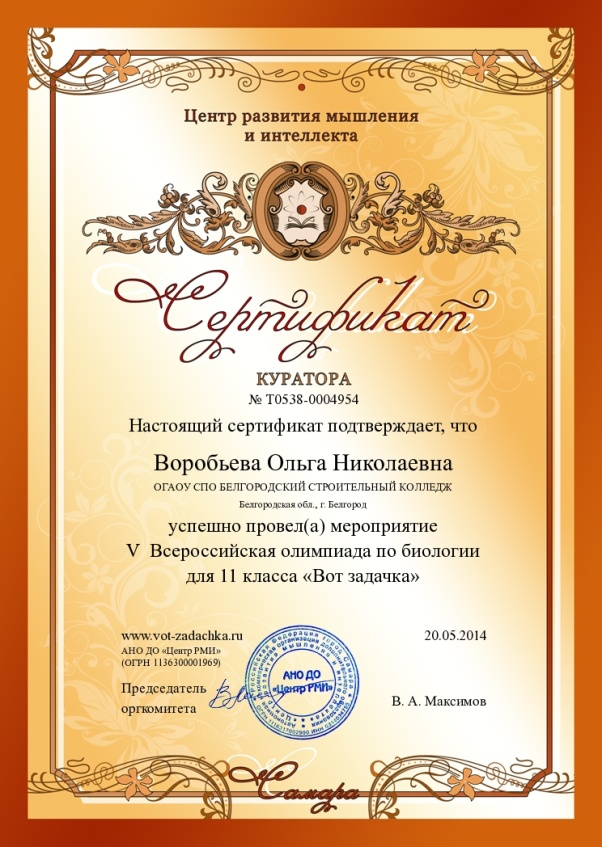 Центр развития мышления
и интеллекта
Сертификат
КУРАТОРА
№ T0538-0004954
Настоящий сертификат подтверждает, что
Воробьева Ольга Николаевна
ОГАОУ СПО БЕЛГОРОДСКИЙ СТРОИТЕЛЬНЫЙ КОЛЛЕДЖ
Белгородская обл., г. Белгород
успешно провел(а) мероприятие
V Всероссийская олимпиада по биологии
для 11 класса «Вот задачка»
www.vot-zadachka.ru
20.05.2014
АНО ДО «Центр РМИ»
(ОГРН 1136300001969)
АНО ДО
«Центр РМИ»
Председатель
оргкомитета
В. А. Максимов
Самара